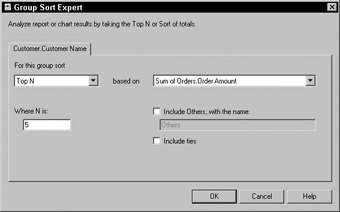 Group Sort Expert
Analyze report or chart results by taking the Top N or Sort of totals.
Customer.Customer Name
For this group sort
Top N based on Sum of Orders.Order Amount
Where N is:
5
Include Others, with the name:
Others
Include ties
OK Cancel Help